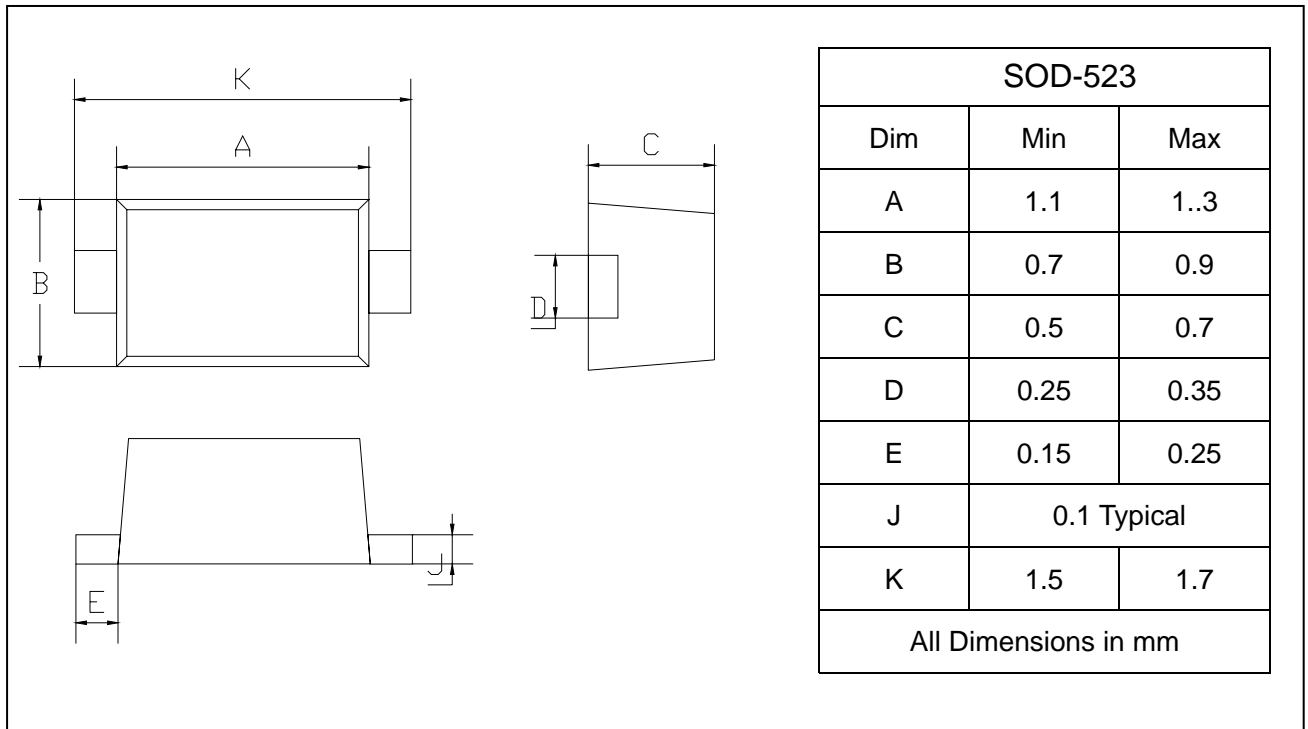 K
A
B
C
D
E
J
SOD-523
Dim Min Max
A 1.1 1..3
B 0.7 0.9
C 0.5 0.7
D 0.25 0.35
E 0.15 0.25
J 0.1 Typical
K 1.5 1.7
All Dimensions in mm